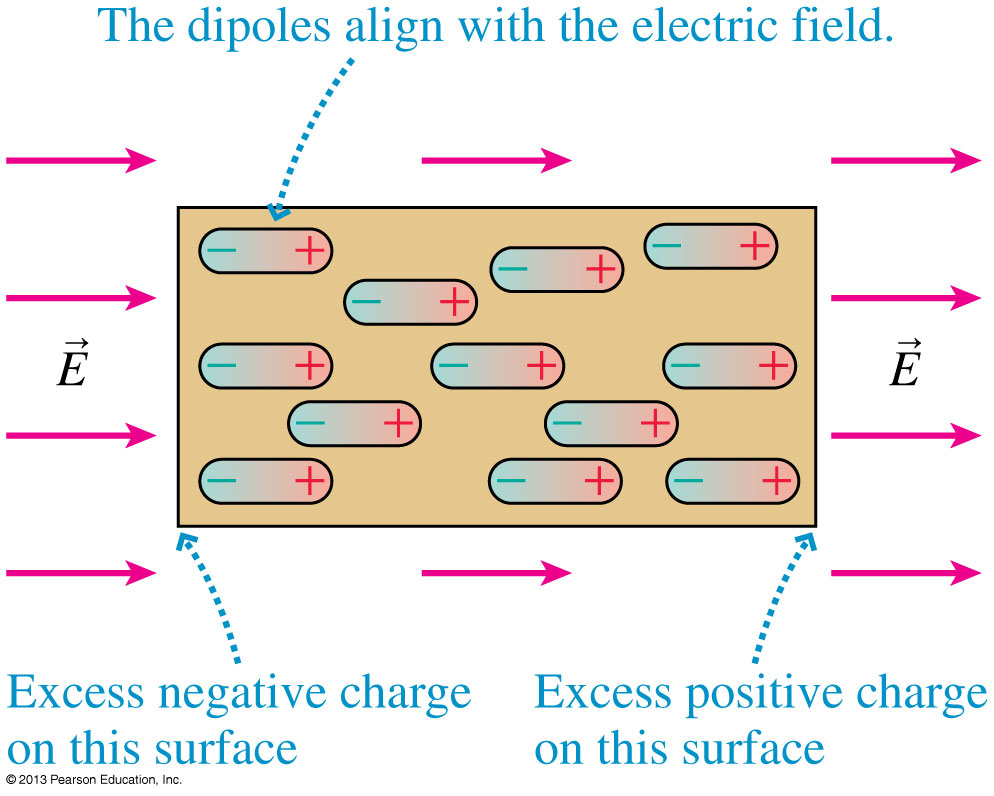 The dipoles align with the electric field.
E
E
Excess negative charge
on this surface
Excess positive charge
on this surface
© 2013 Pearson Education, Inc.